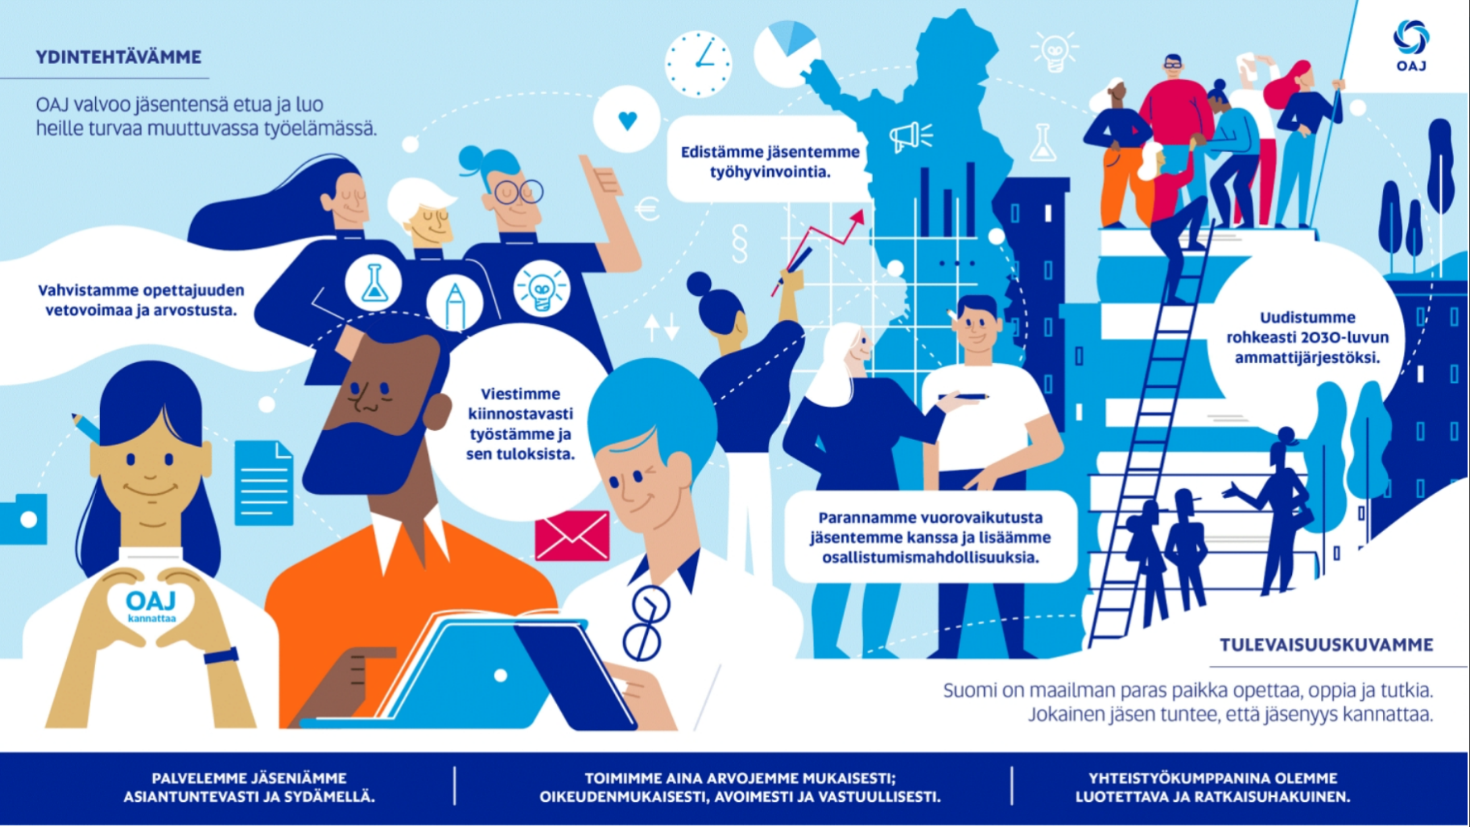 YDINTEHTÄVÄMME
OAJ valvoo jäsentensä etua ja luo
heille turvaa muuttuvassa työelämässä.
OAJ
Edistämme jäsentemme
työhyvinvointia.
Vahvistamme opettajuuden
vetovoimaa ja arvostusta.
Uudistumme
rohkeasti 2030-luvun
ammattijärjestöksi.
Viestimme
kiinnostavasti
työstämme ja
sen tuloksista.
Parannamme vuorovaikutusta
jäsentemme kanssa ja lisäämme
osallistumismahdollisuuksia.
OAJ
kannattaa
TULEVAISUUSKUVAMME
Suomi on maailman paras paikka opettaa, oppia ja tutkia.
Jokainen jäsen tuntee, että jäsenyys kannattaa.
PALVELEMME JÄSENIÄMME
ASIANTUNTEVASTI JA SYDÄMELLÄ.
TOIMIMME AINA ARVOJEMME MUKAISESTI;
OIKEUDENMUKAISESTI, AVOIMESTI JA VASTUULLISESTI.
YHTEISTYÖKUMPPANINA OLEMME
LUOTETTAVA JA RATKAISUHAKUINEN.